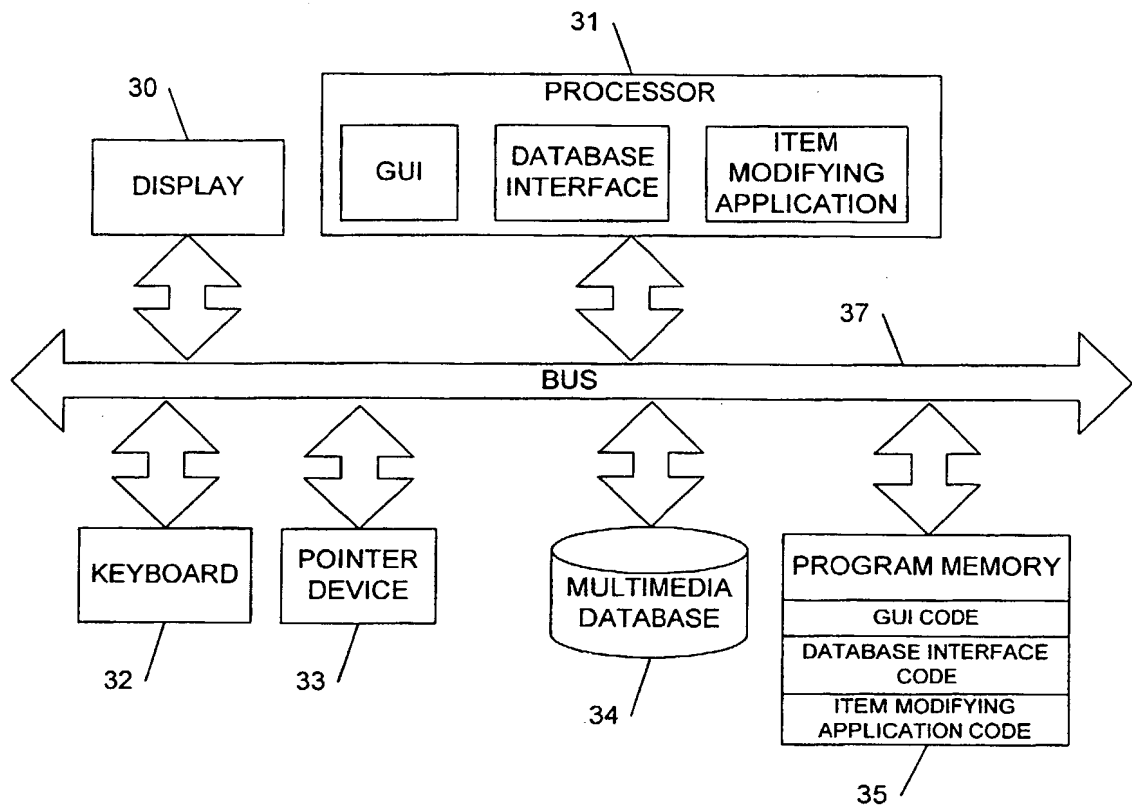 31
PROCESSOR
30
DISPLAY
GUI
DATABASE
INTERFACE
ITEM
MODIFYING
APPLICATION
37
BUS
KEYBOARD
POINTER
DEVICE
MULTIMEDIA
DATABASE
PROGRAM MEMORY
GUI CODE
DATABASE INTERFACE
CODE
ITEM MODIFYING
APPLICATION CODE
32
33
34
35